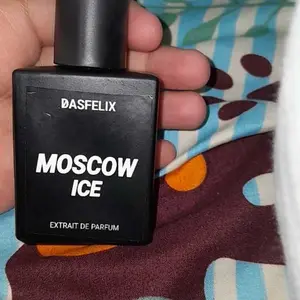 DASFELIX
MOSCOW
ICE
EXTRAIT DE PARFUM